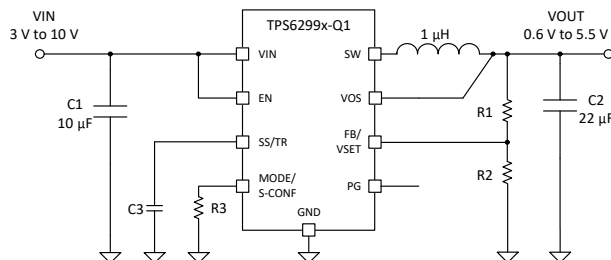 VIN
3 V to 10 V
TPS6299x-Q1
VOUT
0.6 V to 5.5 V
1 µH
VIN
SW
EN
VOS
C1
10 µF
R1
C2
22 µF
SS/TR
FB/
VSET
MODE/
S-CONF
PG
R2
C3
R3
GND